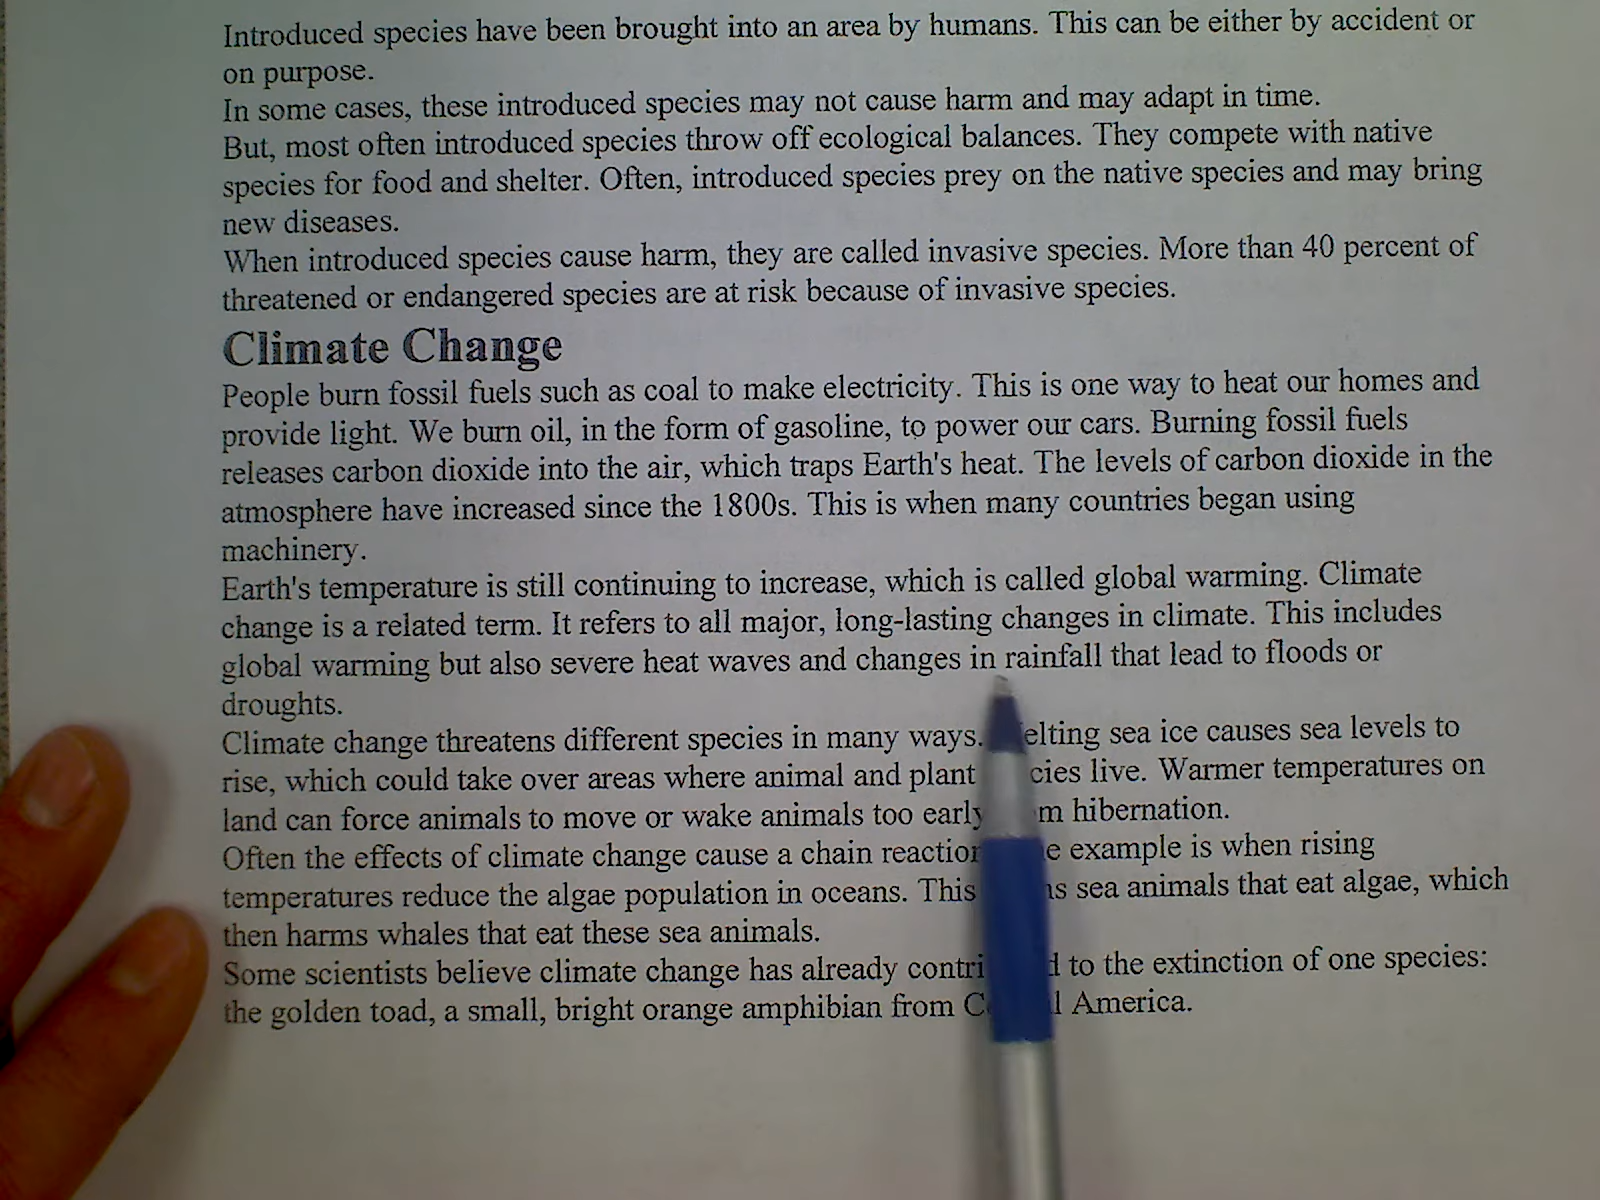 Introduced species have been brought into an area by humans. This can be either by accident or
on purpose.
In some cases, these introduced species may not cause harm and may adapt in time.
But, most often introduced species throw off ecological balances. They compete with native
species for food and shelter. Often, introduced species prey on the native species and may bring
new diseases.
When introduced species cause harm, they are called invasive species. More than 40 percent of
threatened or endangered species are at risk because of invasive species.
Climate Change
People burn fossil fuels such as coal to make electricity. This is one way to heat our homes and
provide light. We burn oil, in the form of gasoline, to power our cars. Burning fossil fuels
releases carbon dioxide into the air, which traps Earth's heat. The levels of carbon dioxide in the
atmosphere have increased since the 1800s. This is when many countries began using
machinery.
Earth's temperature is still continuing to increase, which is called global warming. Climate
change is a related term. It refers to all major, long-lasting changes in climate. This includes
global warming but also severe heat waves and changes in rainfall that lead to floods or
droughts.
Climate change threatens different species in many ways. sea ice causes sea levels to
rise, which could take over areas where animal and plant live. Warmer temperatures on
land can force animals to move or wake animals too early hibernation.
Often the effects of climate change cause a chain example is when rising
temperatures reduce the algae population in oceans. This sea animals that eat algae, which
then harms whales that eat these sea animals.
Some scientists believe climate change has already to the extinction of one species:
the golden toad, a small, bright orange amphibian from America.